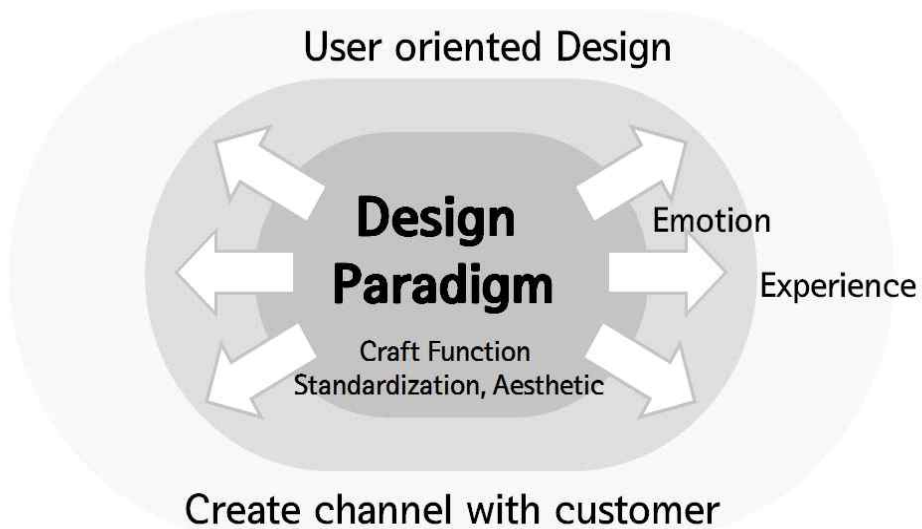 User oriented Design
Design
Paradigm
Craft Function
Standardization, Aesthetic
Emotion
Experience
Create channel with customer